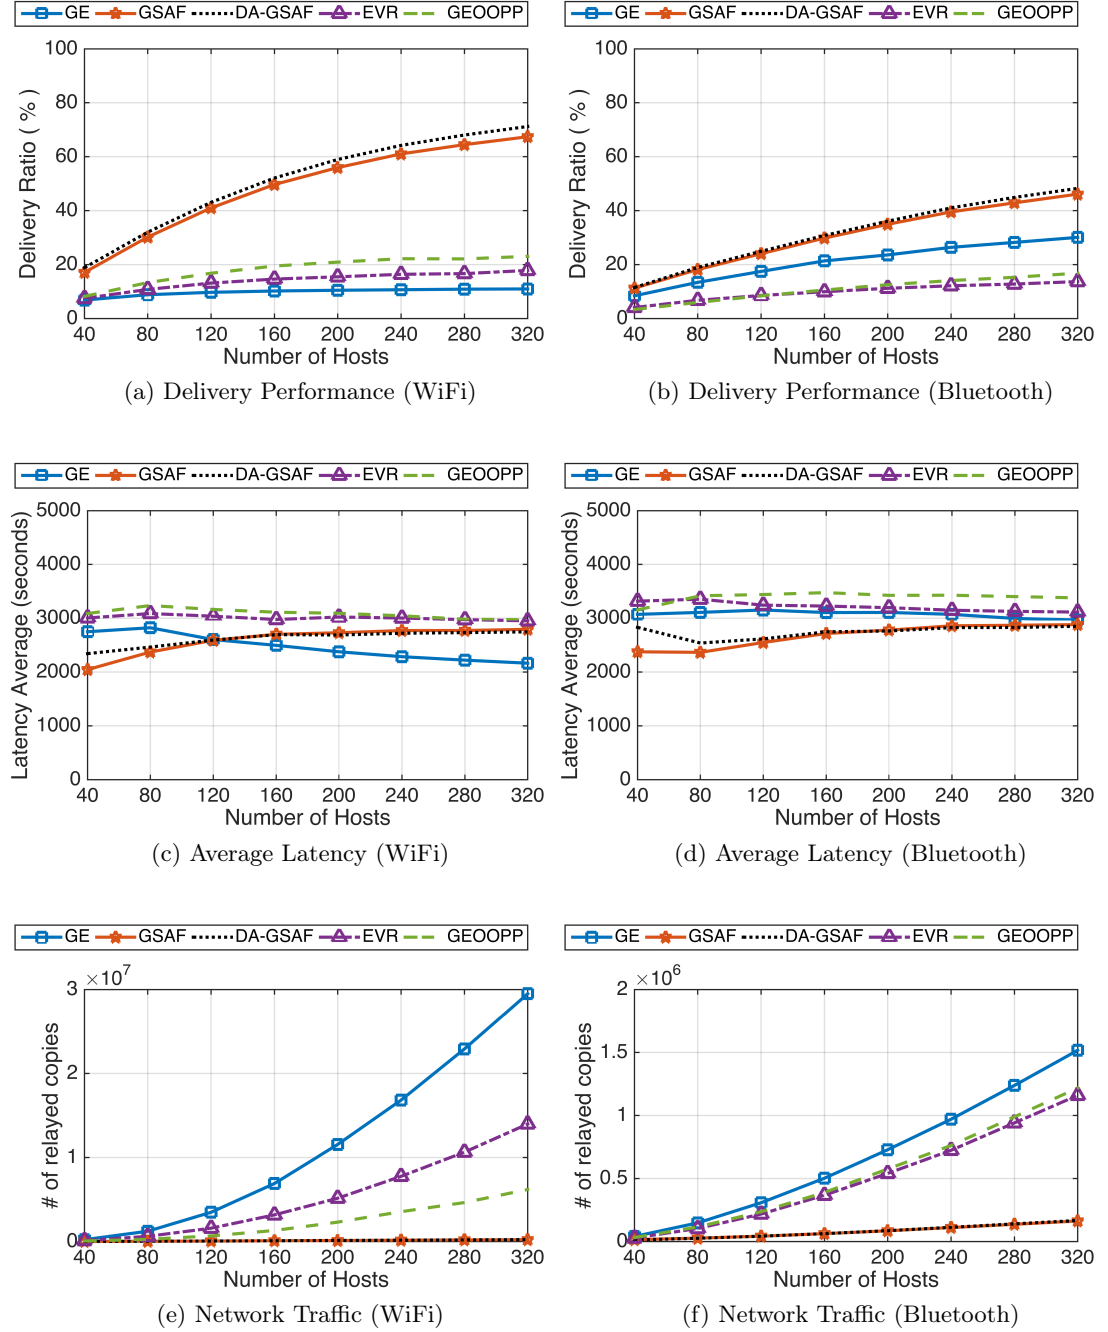 GE GSAF DA-GSAF EVR GEOOPP
Delivery Ratio ( % )
100
80
60
40
20
0
40 80 120 160 200 240 280 320
Number of Hosts
(a) Delivery Performance (WiFi)
GE GSAF DA-GSAF EVR GEOOPP
Delivery Ratio ( % )
100
80
60
40
20
0
40 80 120 160 200 240 280 320
Number of Hosts
(b) Delivery Performance (Bluetooth)
GE GSAF DA-GSAF EVR GEOOPP
Latency Average (seconds)
5000
4000
3000
2000
1000
0
40 80 120 160 200 240 280 320
Number of Hosts
(c) Average Latency (WiFi)
GE GSAF DA-GSAF EVR GEOOPP
Latency Average (seconds)
5000
4000
3000
2000
1000
0
40 80 120 160 200 240 280 320
Number of Hosts
(d) Average Latency (Bluetooth)
GE GSAF DA-GSAF EVR GEOOPP
×10^7
# of relayed copies
3
2
1
0
40 80 120 160 200 240 280 320
Number of Hosts
(e) Network Traffic (WiFi)
GE GSAF DA-GSAF EVR GEOOPP
×10^6
# of relayed copies
2
1.5
1
0.5
0
40 80 120 160 200 240 280 320
Number of Hosts
(f) Network Traffic (Bluetooth)